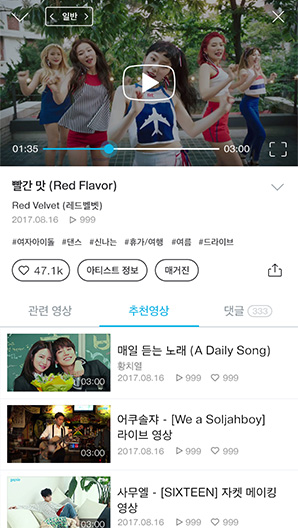 일반
01:35
03:00
빨간 맛 (Red Flavor)
Red Velvet (레드벨벳)
2017.08.16 999
#여자아이돌 #댄스 #신나는 #휴가/여행 #여름 #드라이브
47.1k 아티스트 정보 매거진
관련 영상 추천영상 댓글 333
03:00
매일 듣는 노래 (A Daily Song)
황치열
2017.08.16 999 999
03:00
어쿠솔쟈 - [We a Soljahboy]
라이브 영상
2017.08.16 999 999
03:00
사무엘 - [SIXTEEN] 자켓 메이킹
영상